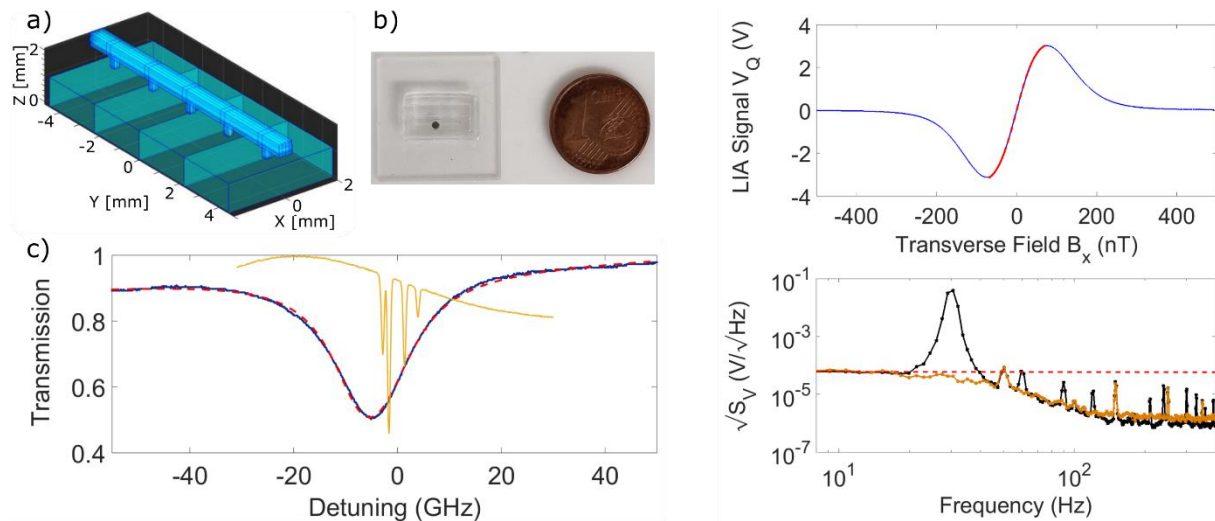 a)
Z [mm]
2
0
-4
-2
0
2
4
Y [mm]
2
0
X [mm]
b)
1
c)
Transmission
1
0.8
0.6
0.4
-40
-20
0
20
40
Detuning (GHz)
LIA Signal V_Q (V)
4
2
0
-2
-4
-400
-200
0
200
400
Transverse Field B_x (nT)
√S_V (V/√Hz)
10^-1
10^-3
10^-5
10^-7
10^1
10^2
Frequency (Hz)